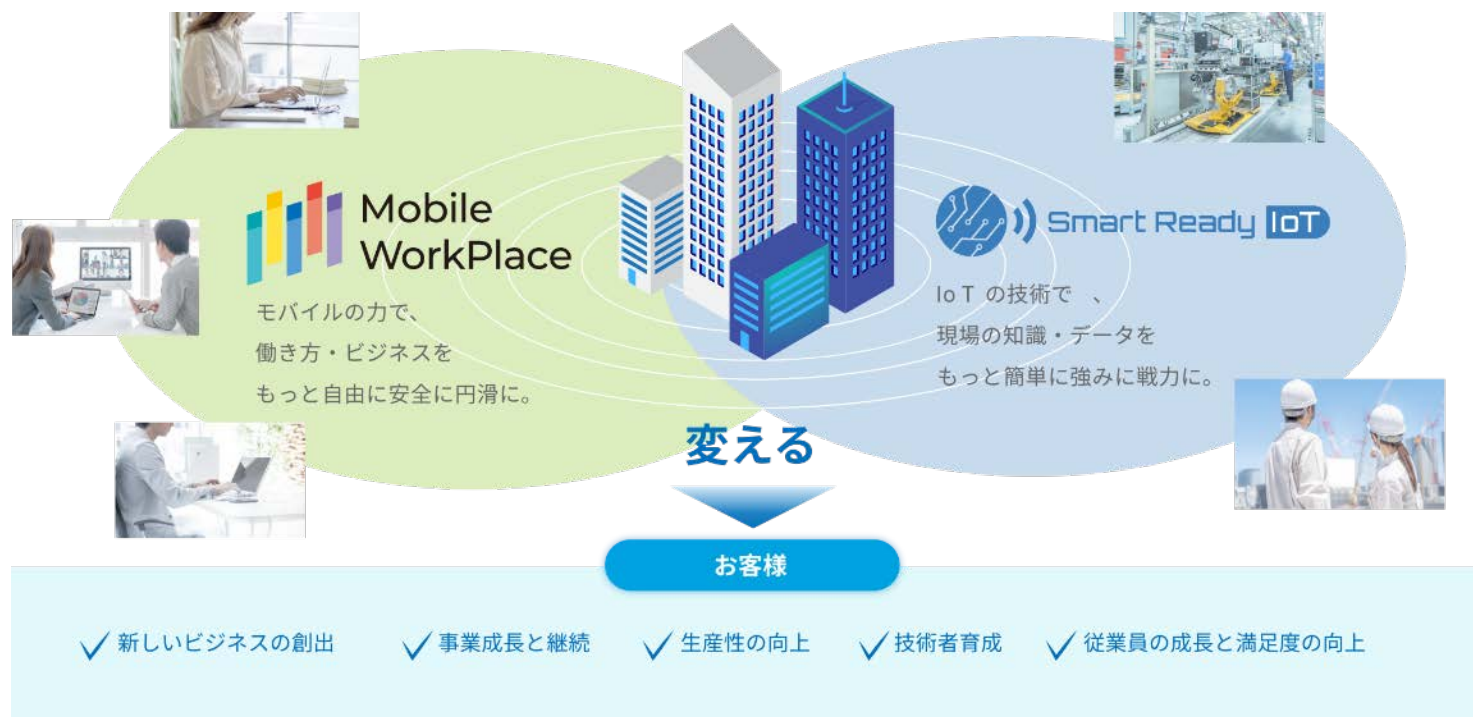 Mobile
WorkPlace
モバイルの力で、
働き方・ビジネスを
もっと自由に安全に円滑に。
Smart Ready IoT
IoT の技術で 、
現場の知識・データを
もっと簡単に強みに戦力に。
変える
お客様
新しいビジネスの創出
事業成長と継続
生産性の向上
技術者育成
従業員の成長と満足度の向上